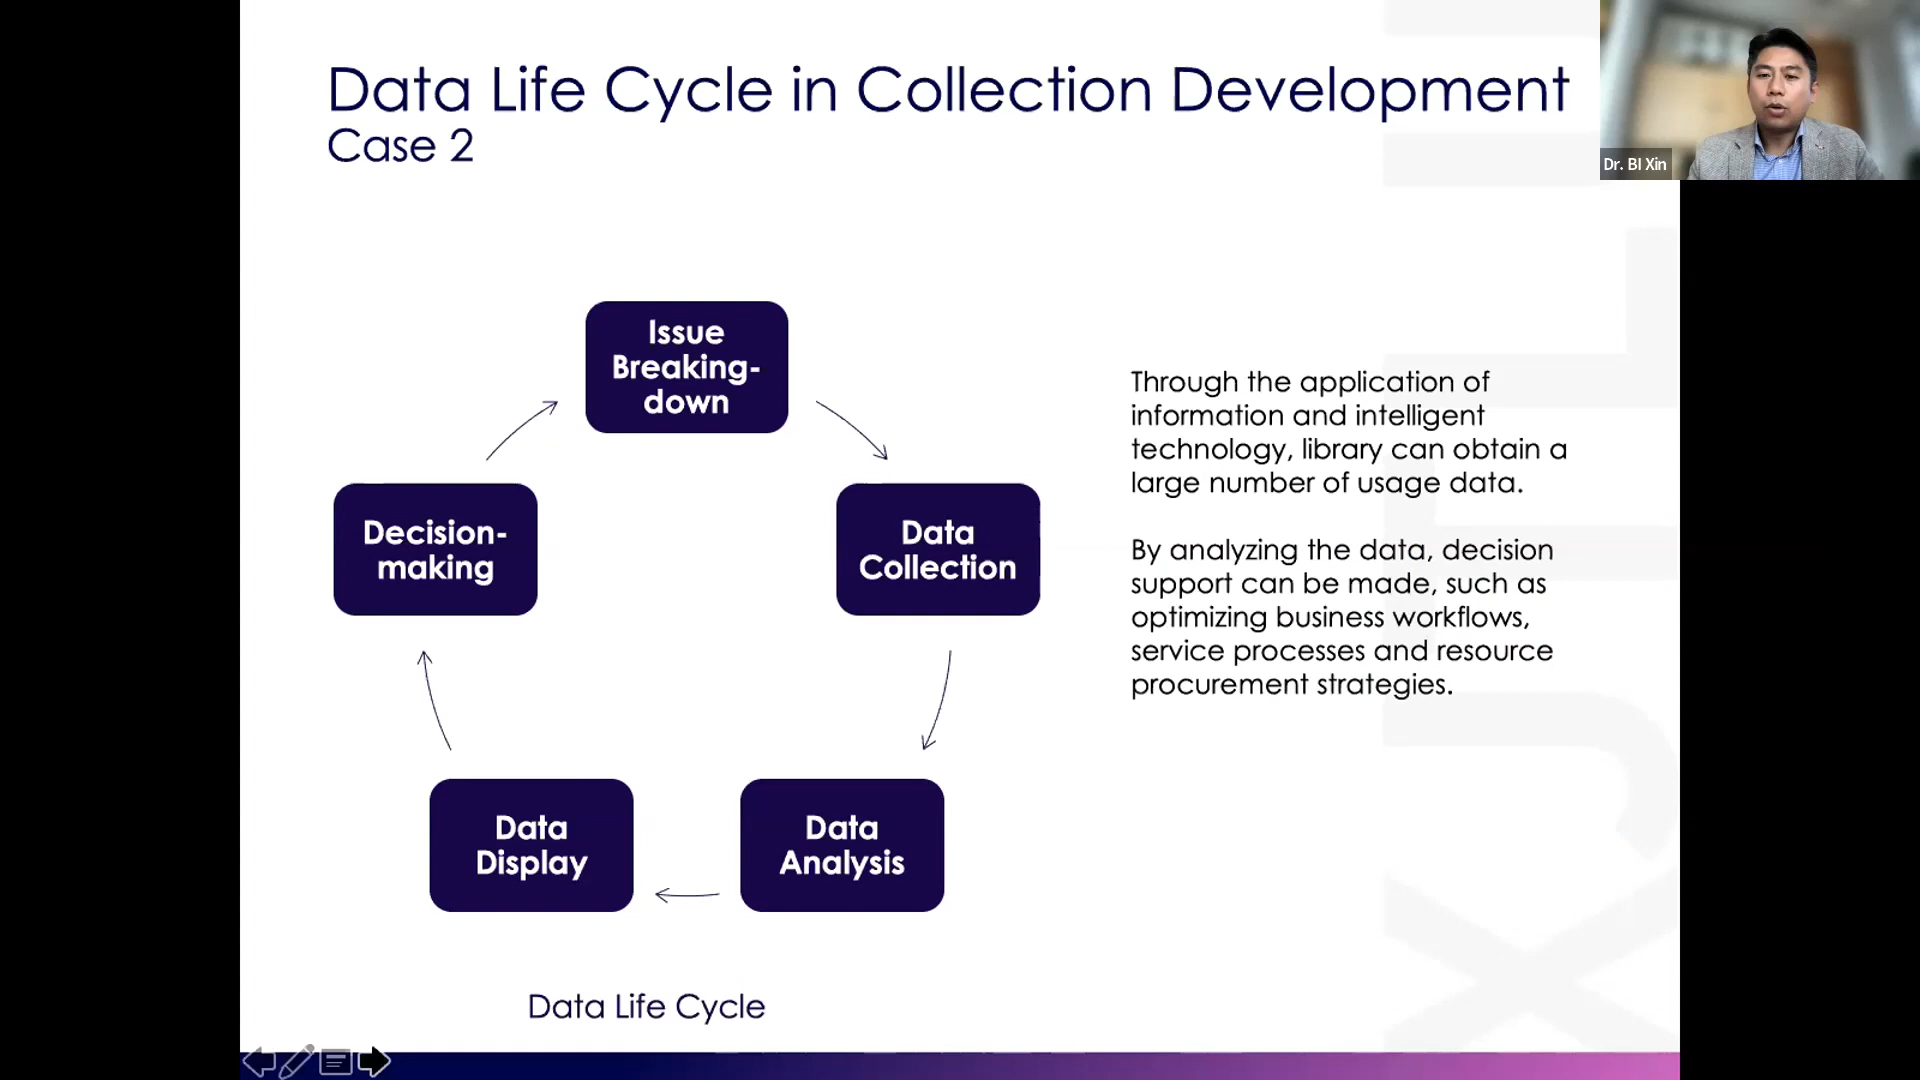 Data Life Cycle in Collection Development
Case 2
Dr. BI Xin
Issue
Breaking-
down
Decision-
making
Data
Collection
Data
Display
Data
Analysis
Data Life Cycle
Through the application of
information and intelligent
technology, library can obtain a
large number of usage data.
By analyzing the data, decision
support can be made, such as
optimizing business workflows,
service processes and resource
procurement strategies.
XJTLU